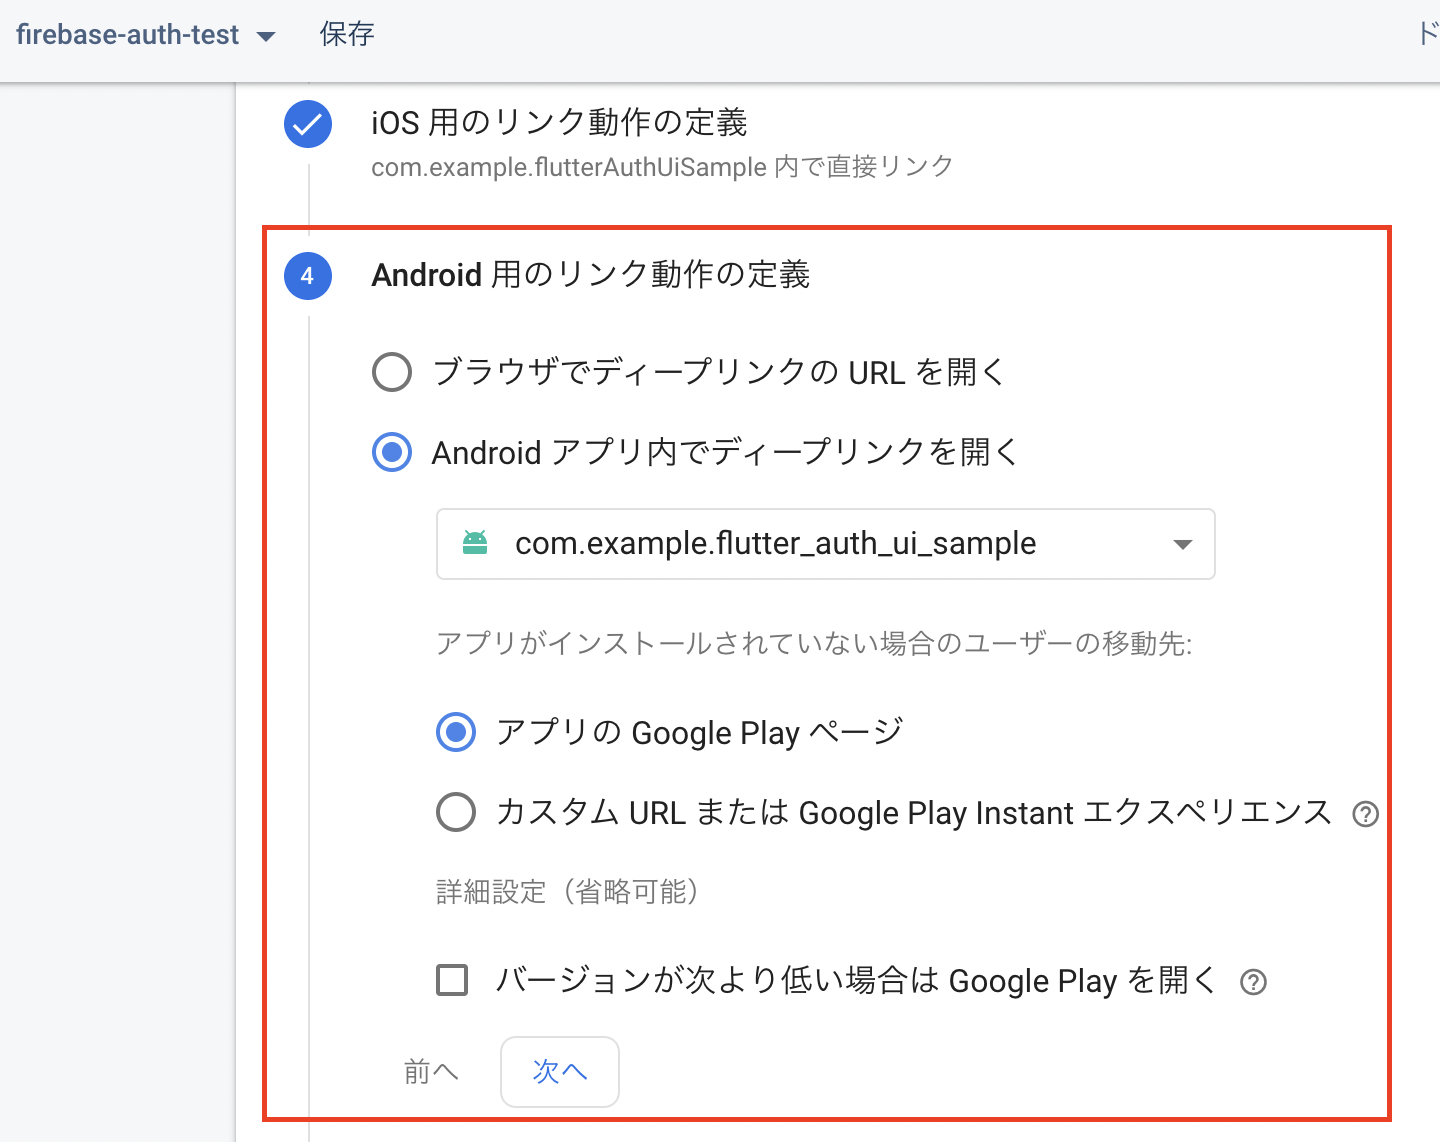 firebase-auth-test 保存 ド
iOS 用のリンク動作の定義
com.example.flutterAuthUiSample 内で直接リンク
4 Android 用のリンク動作の定義
ブラウザでディープリンクの URL を開く
Android アプリ内でディープリンクを開く
com.example.flutter_auth_ui_sample
アプリがインストールされていない場合のユーザーの移動先:
アプリの Google Play ページ
カスタム URL または Google Play Instant エクスペリエンス ?
詳細設定（省略可能）
バージョンが次より低い場合は Google Play を開く ?
前へ 次へ